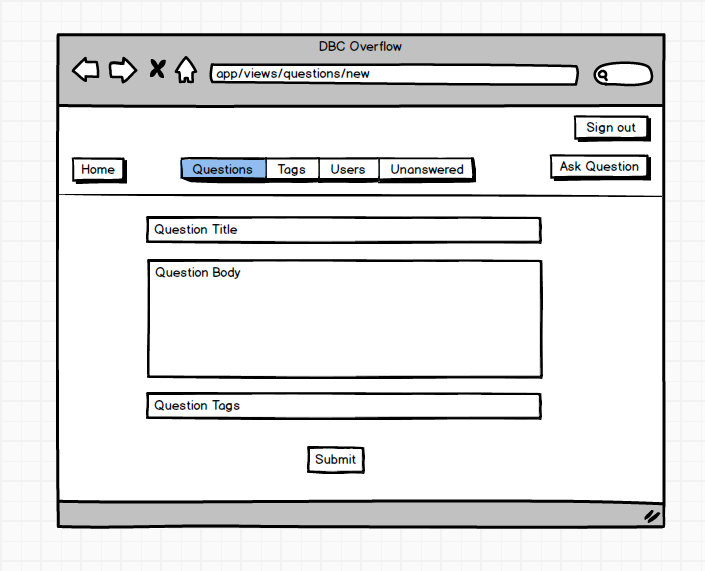 DBC Overflow
app/views/questions/new
Sign out
Home
Questions Tags Users Unanswered
Ask Question
Question Title
Question Body
Question Tags
Submit